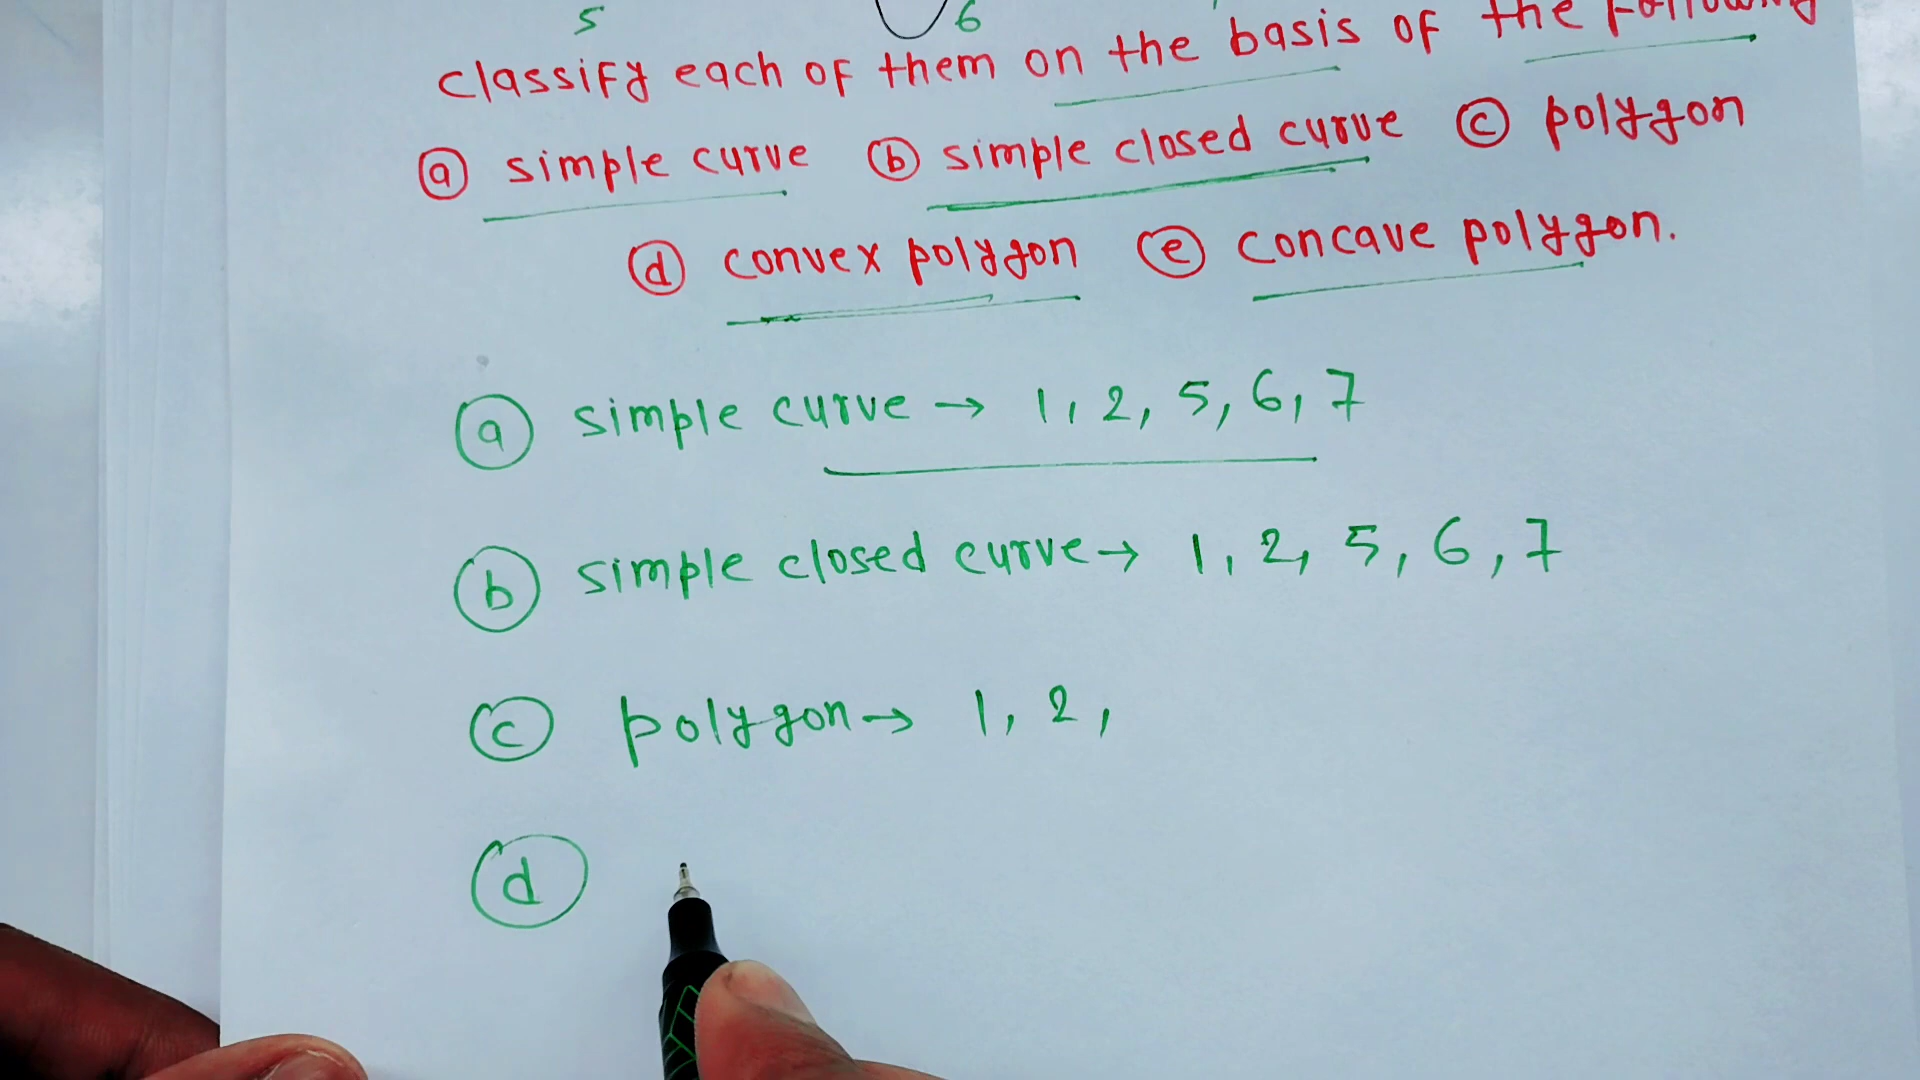 5 6
classify each of them on the basis of the following
(a) simple curve (b) simple closed curve (c) polygon
(d) convex polygon (e) concave polygon.
(a) simple curve → 1, 2, 5, 6, 7
(b) simple closed curve → 1, 2, 5, 6, 7
(c) polygon → 1, 2,
(d)